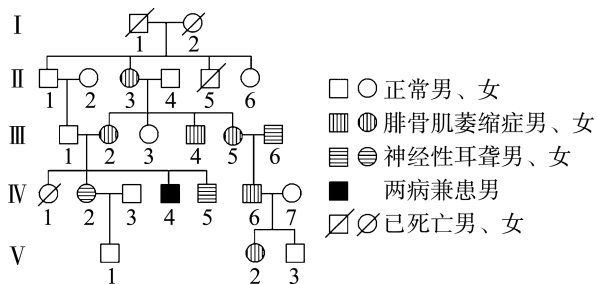 Ⅰ
1 2
Ⅱ
1 2 3 4 5 6
正常男、女
腓骨肌萎缩症男、女
Ⅲ
1 2 3 4 5 6
神经性耳聋男、女
Ⅳ
1 2 3 4 5 6 7
两病兼患男
已死亡男、女
Ⅴ
1 2 3